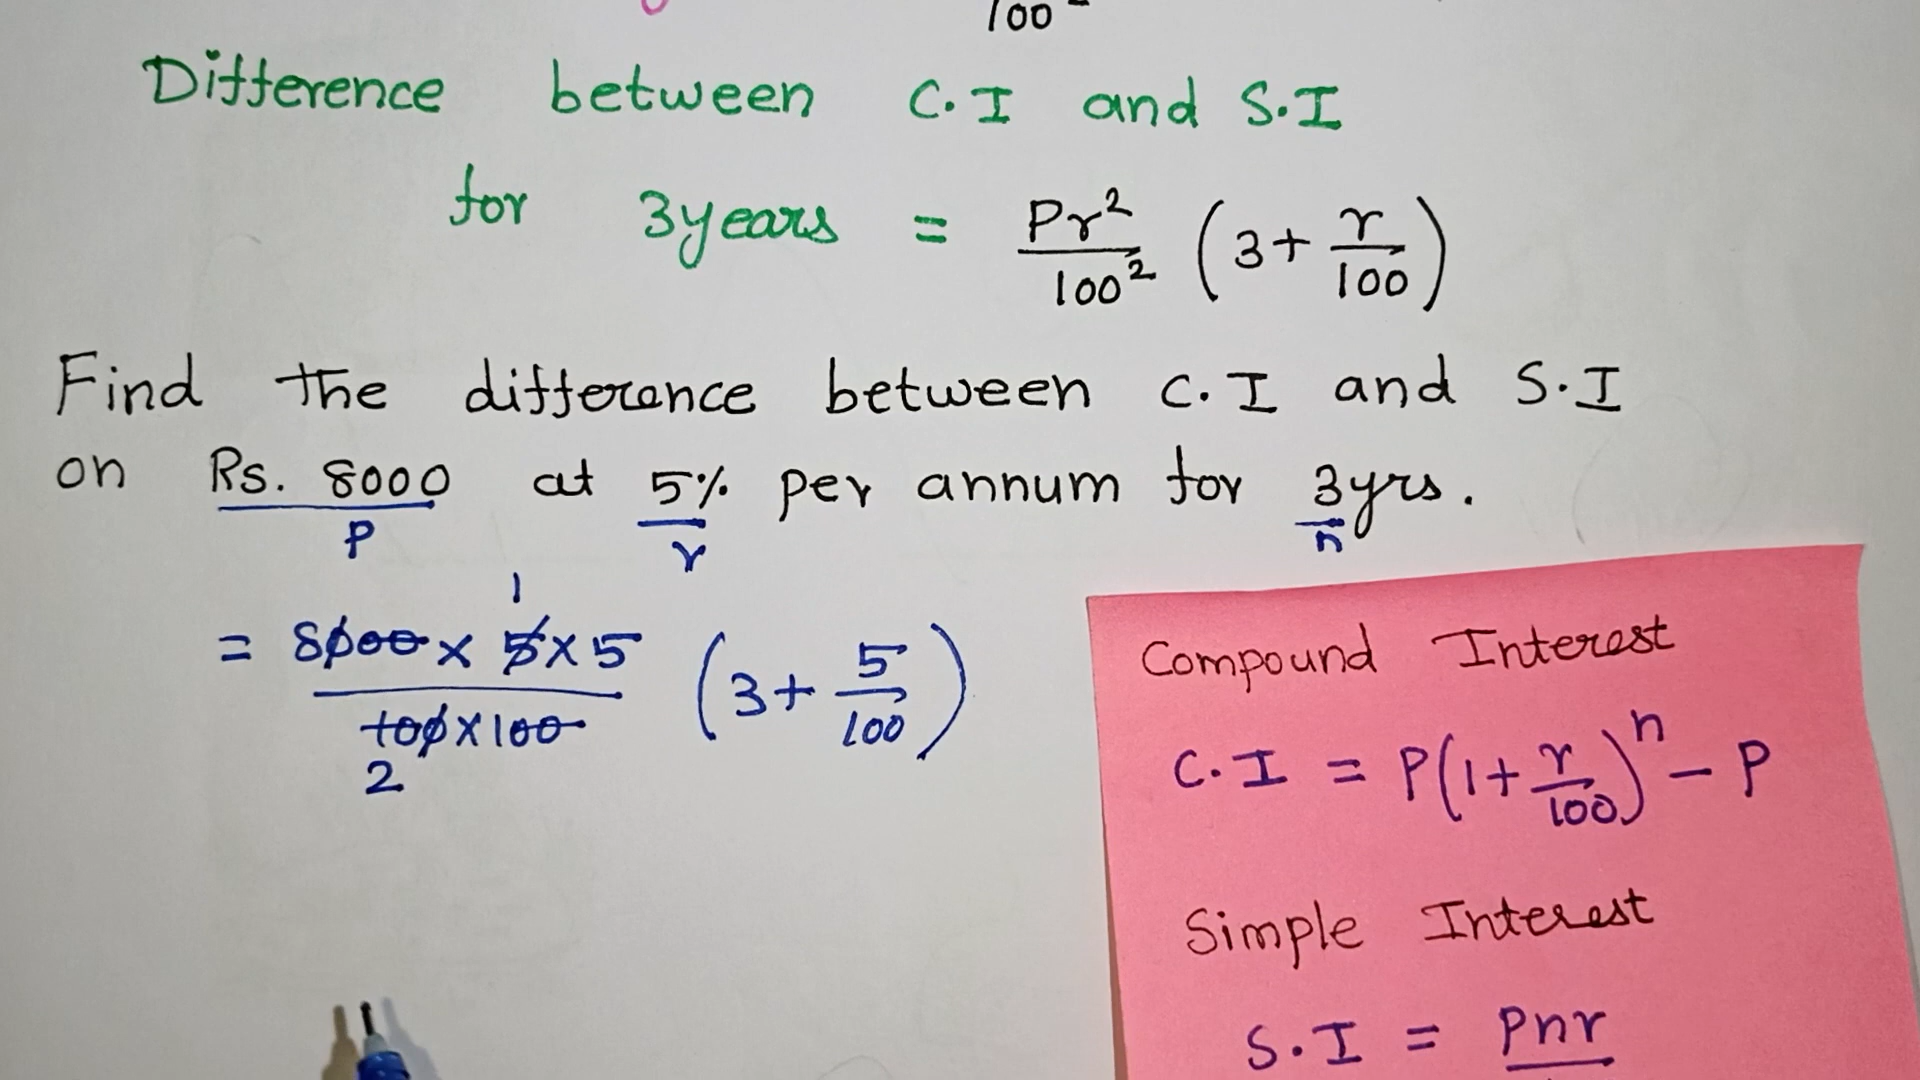 100
Difference between C.I and S.I
for 3years = Pr²/100² (3 + r/100)
Find the difference between C.I and S.I
on Rs. 8000 at 5% per annum for 3yrs.
P r n
1
= 8000 x 5 x 5 / 100 x 100 (3 + 5/100)
2
Compound Interest
C.I = P(1 + r/100)ⁿ - P
Simple Interest
S.I = Pnr